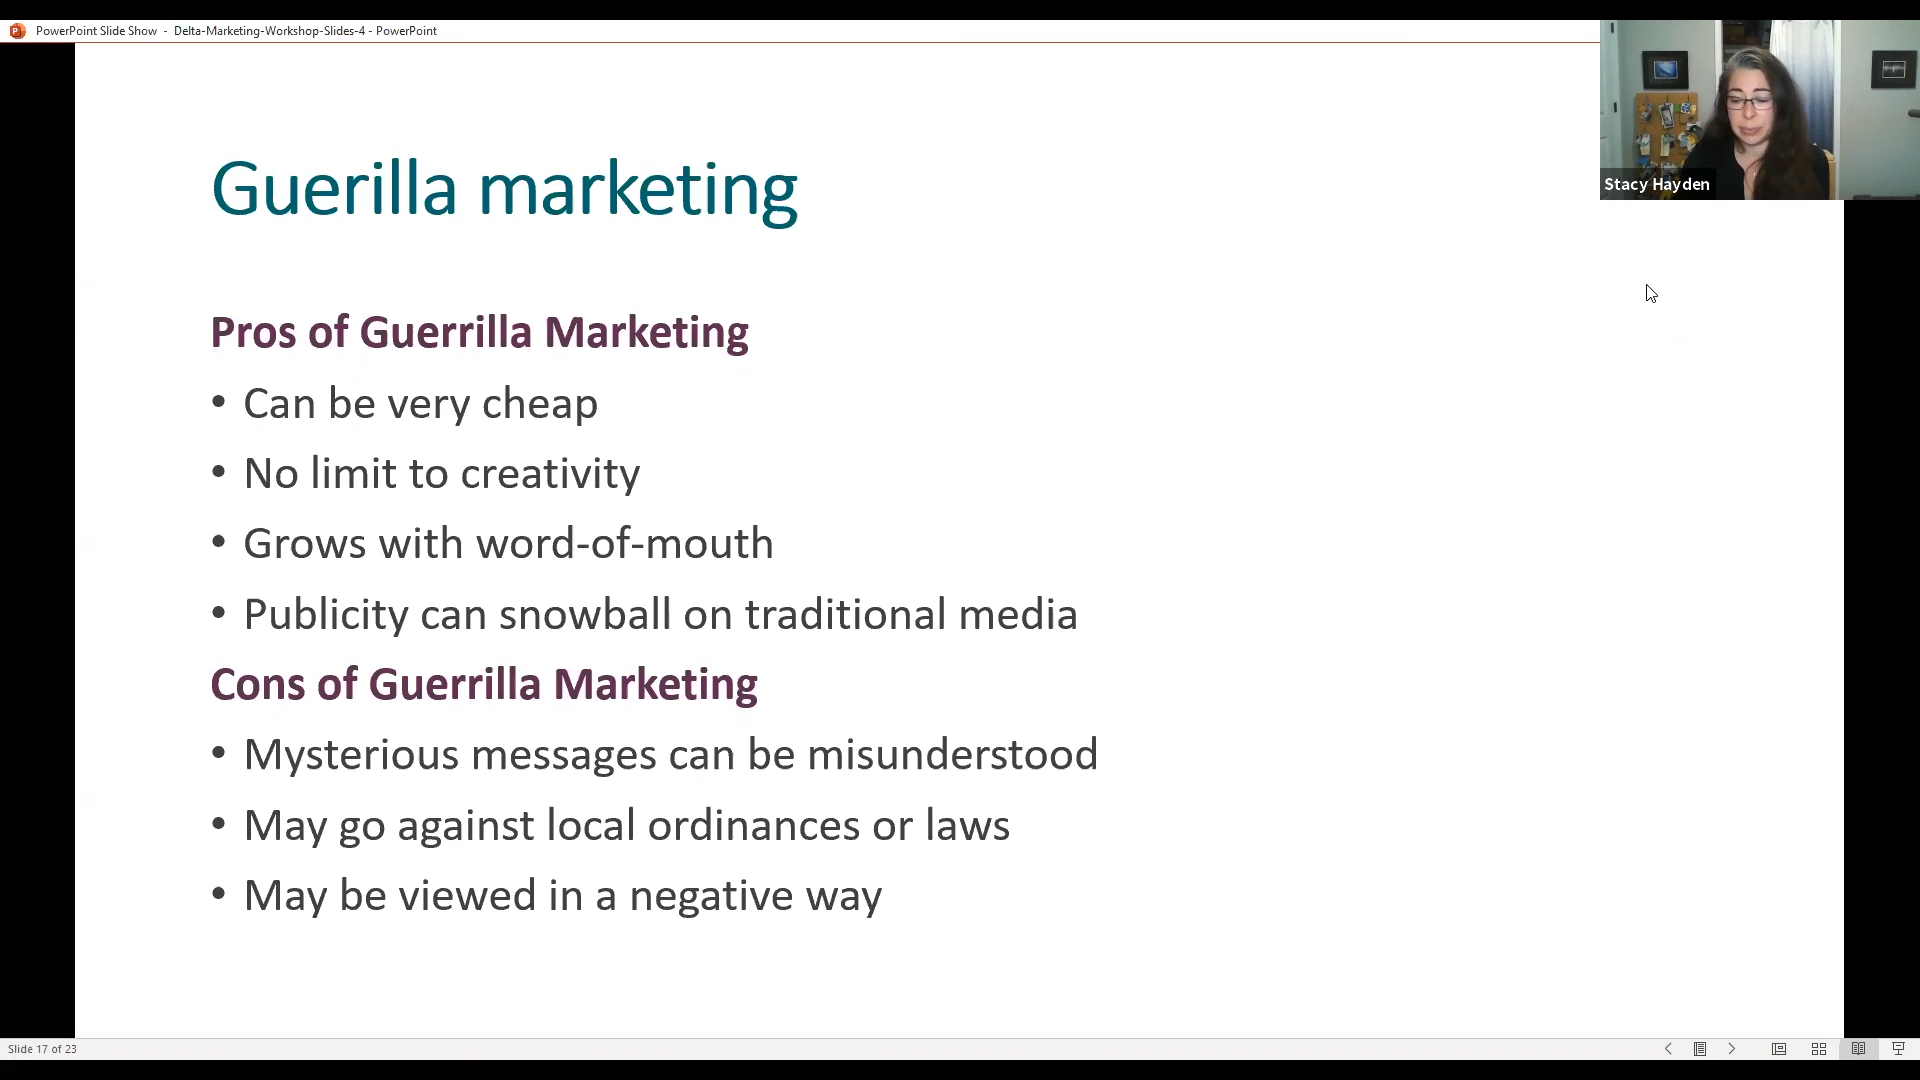 PowerPoint Slide Show - Delta-Marketing-Workshop-Slides-4 - PowerPoint
Stacy Hayden
Guerilla marketing
Pros of Guerrilla Marketing
• Can be very cheap
• No limit to creativity
• Grows with word-of-mouth
• Publicity can snowball on traditional media
Cons of Guerrilla Marketing
• Mysterious messages can be misunderstood
• May go against local ordinances or laws
• May be viewed in a negative way
Slide 17 of 23